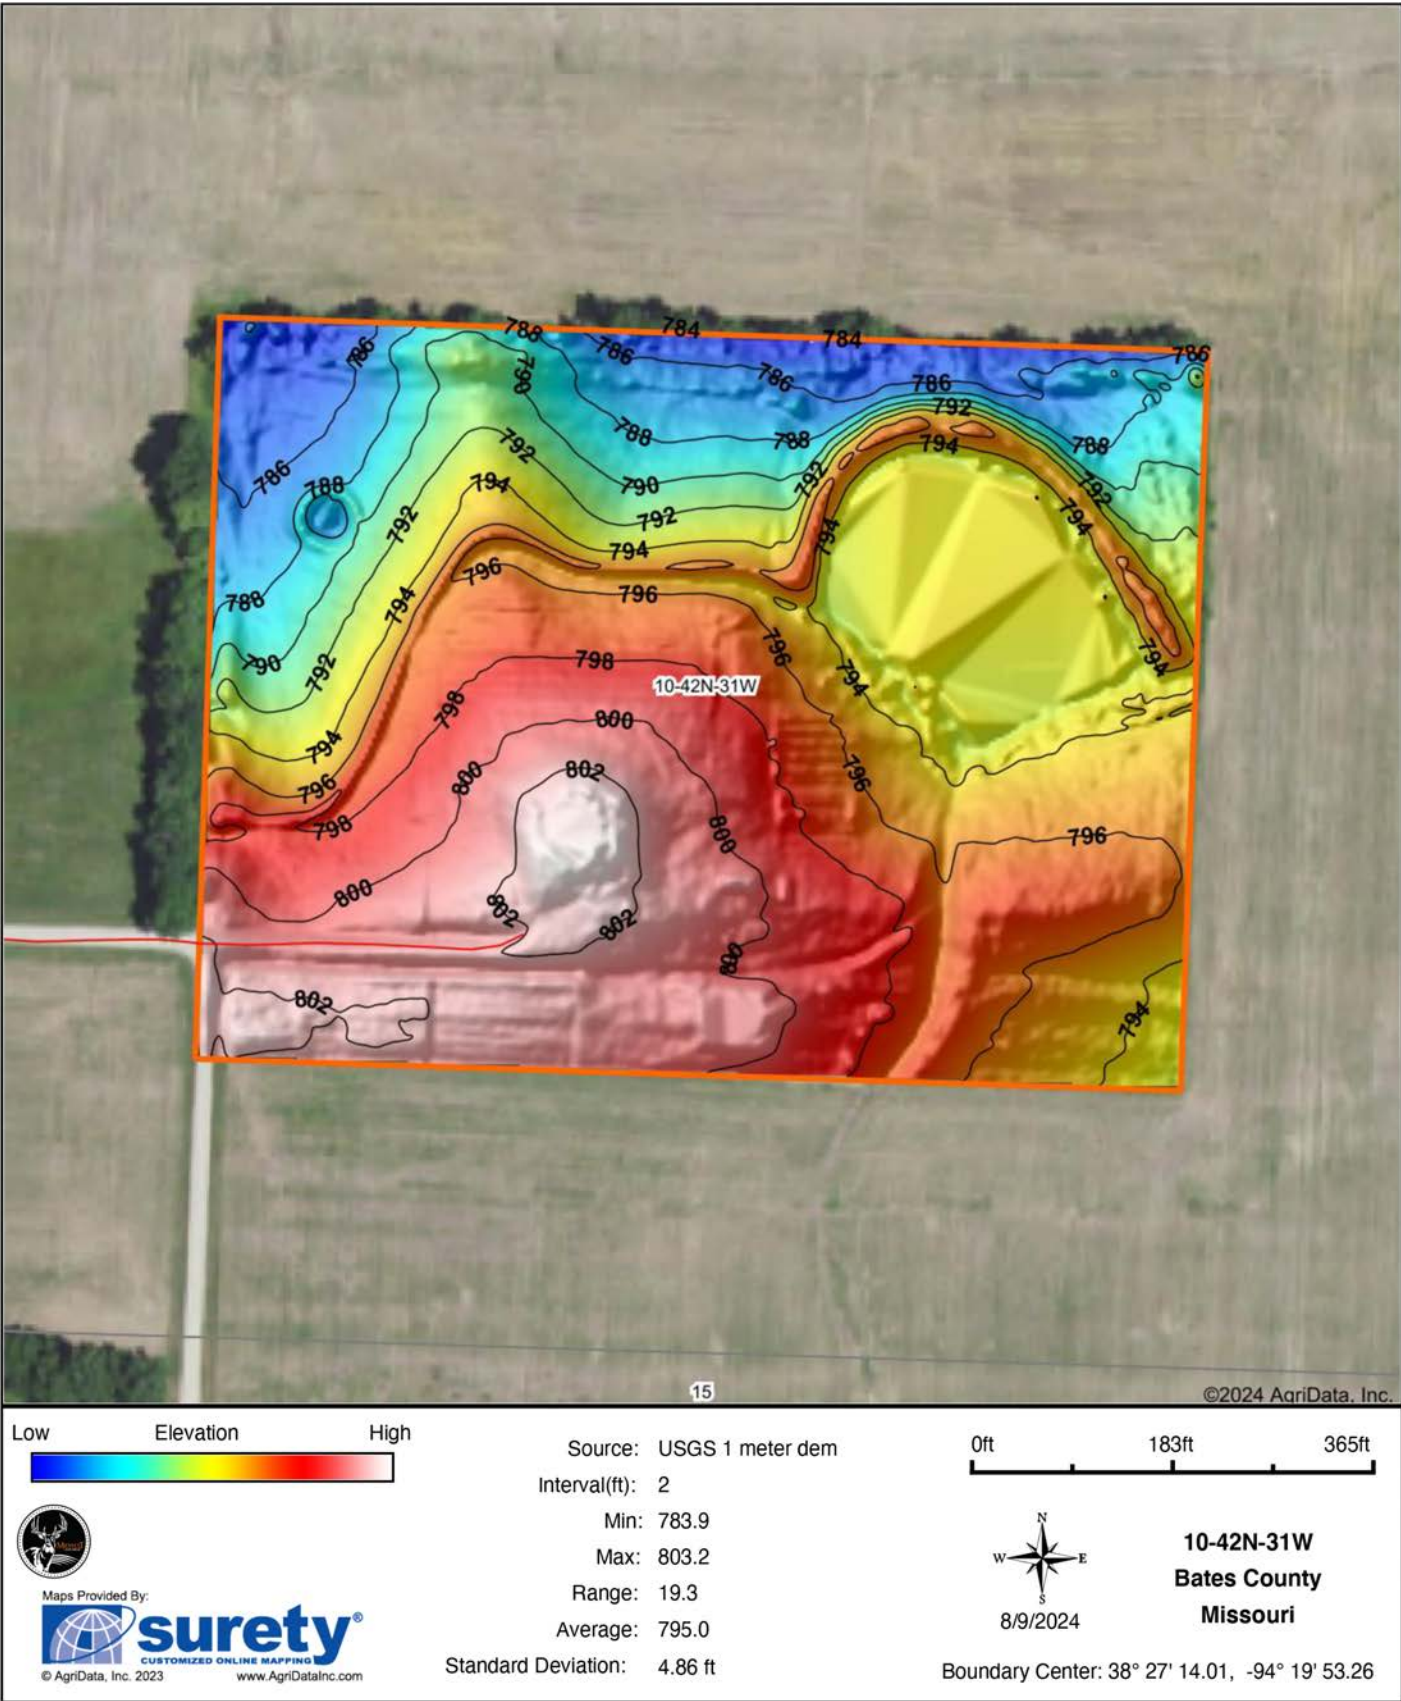 788
784
784
786
786
786
786
786
790
792
788
788
788
792
794
786
788
792
790
792
792
794
792
794
794
794
796
796
788
794
790
792
796
794
794
798
10-42N-31W
798
800
794
796
802
800
796
798
800
796
800
802
802
800
802
794
15
©2024 AgriData, Inc.
Low Elevation High
Source: USGS 1 meter dem
Interval(ft): 2
Min: 783.9
Max: 803.2
Range: 19.3
Average: 795.0
Standard Deviation: 4.86 ft
0ft 183ft 365ft
N
W E
S
8/9/2024
10-42N-31W
Bates County
Missouri
Boundary Center: 38° 27' 14.01, -94° 19' 53.26
Maps Provided By:
surety®
CUSTOMIZED ONLINE MAPPING
© AgriData, Inc. 2023 www.AgriDataInc.com